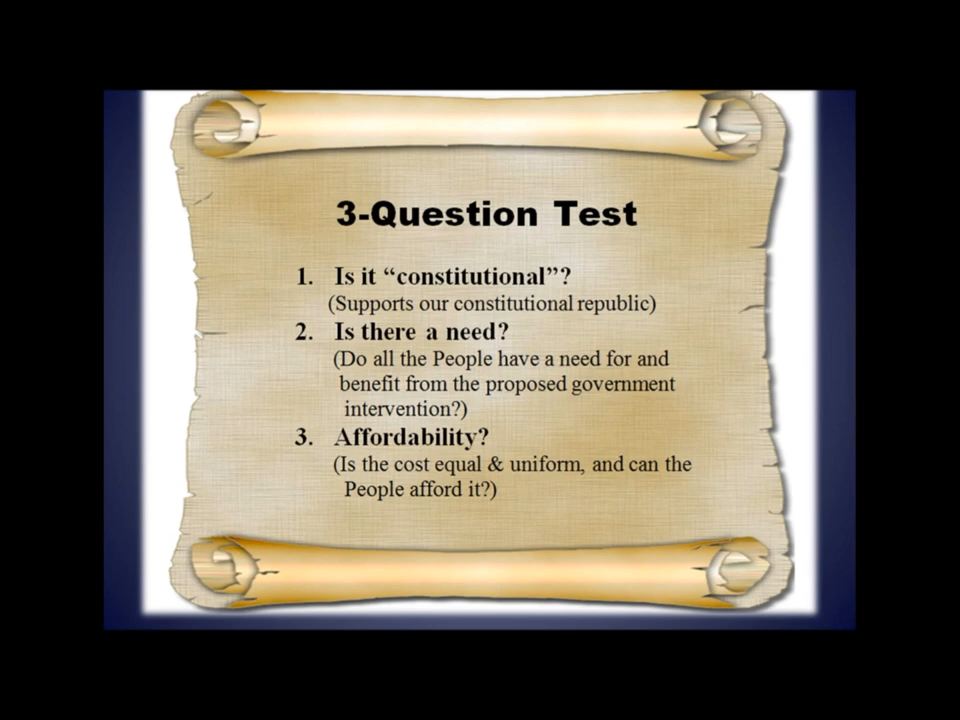 3-Question Test
1. Is it “constitutional”?
(Supports our constitutional republic)
2. Is there a need?
(Do all the People have a need for and
benefit from the proposed government
intervention?)
3. Affordability?
(Is the cost equal & uniform, and can the
People afford it?)